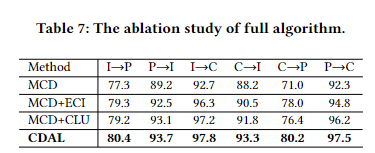 Table 7: The ablation study of full algorithm.
Method I→P P→I I→C C→I C→P P→C
MCD 77.3 89.2 92.7 88.2 71.0 92.3
MCD+ECI 79.3 92.5 96.3 90.5 78.0 94.8
MCD+CLU 79.2 93.1 97.2 91.8 76.4 96.2
CDAL 80.4 93.7 97.8 93.3 80.2 97.5